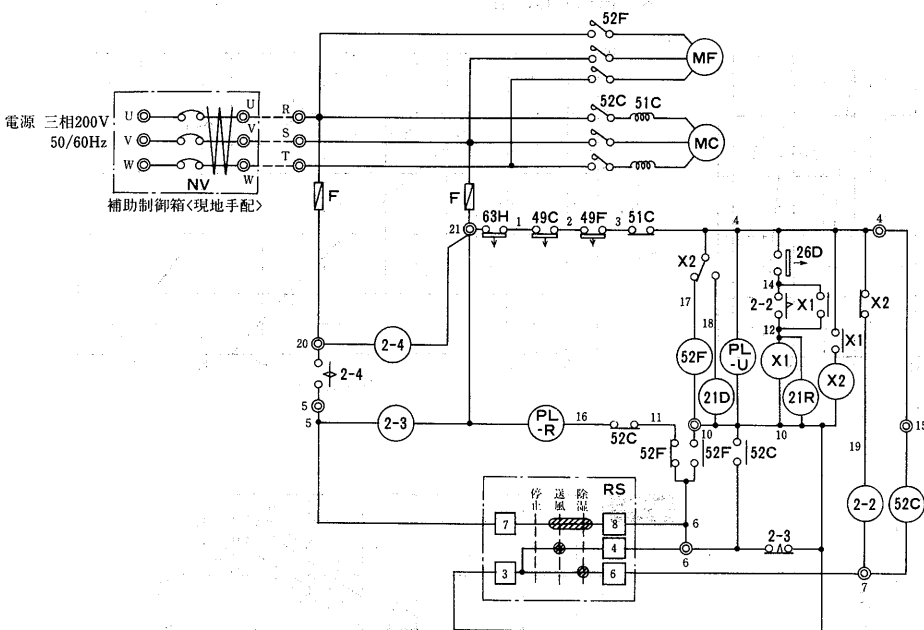 52F
MF
電源 三相200V
50/60Hz
U
V
W
NV
U
V
W
補助制御箱<現地手配>
R
S
T
52C
51C
MC
F
F
21
63H
1
49C
2
49F
3
51C
4
4
X2
26D
14
2-2
X1
X2
17
18
12
X1
20
2-4
52F
PL
-U
X1
X2
21D
21R
2-4
5
5
2-3
PL
-R
16
52C
11
10
10
15
52F
52F
52C
19
RS
停止
送風
除湿
2-2
52C
7
8
6
2-3
4
6
3
6
7